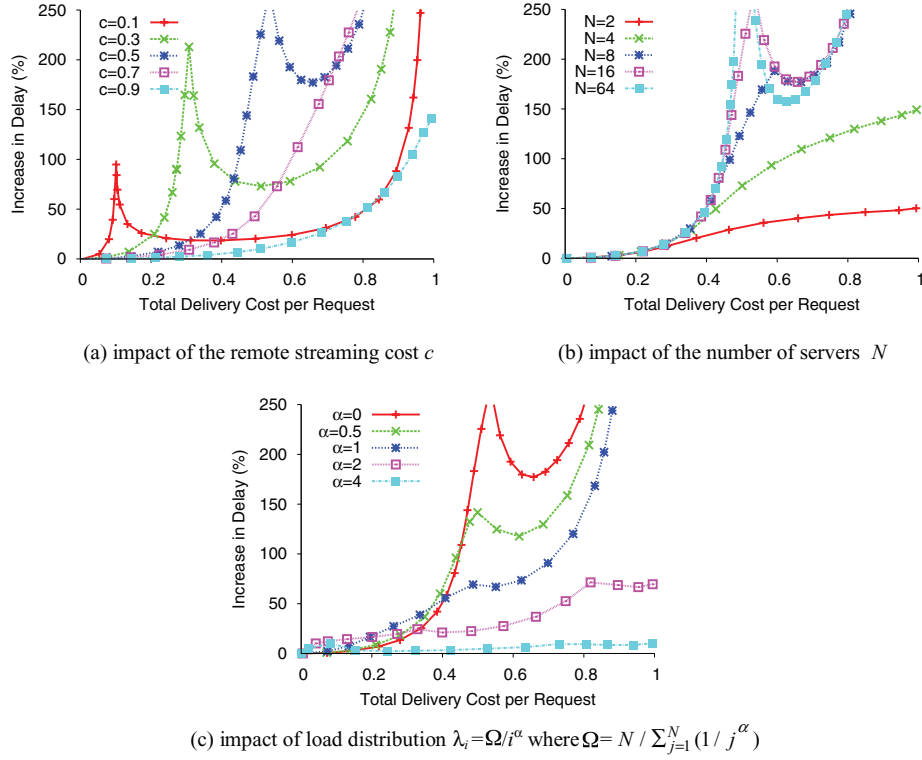 250
200
150
100
50
0
Increase in Delay (%)
c=0.1
c=0.3
c=0.5
c=0.7
c=0.9
0 0.2 0.4 0.6 0.8 1
Total Delivery Cost per Request
(a) impact of the remote streaming cost c
250
200
150
100
50
0
Increase in Delay (%)
N=2
N=4
N=8
N=16
N=64
0 0.2 0.4 0.6 0.8 1
Total Delivery Cost per Request
(b) impact of the number of servers N
250
200
150
100
50
0
Increase in Delay (%)
α=0
α=0.5
α=1
α=2
α=4
0 0.2 0.4 0.6 0.8 1
Total Delivery Cost per Request
(c) impact of load distribution λ_i=Ω/i^α where Ω= N / ∑_{j=1}^{N} (1 / j^α)